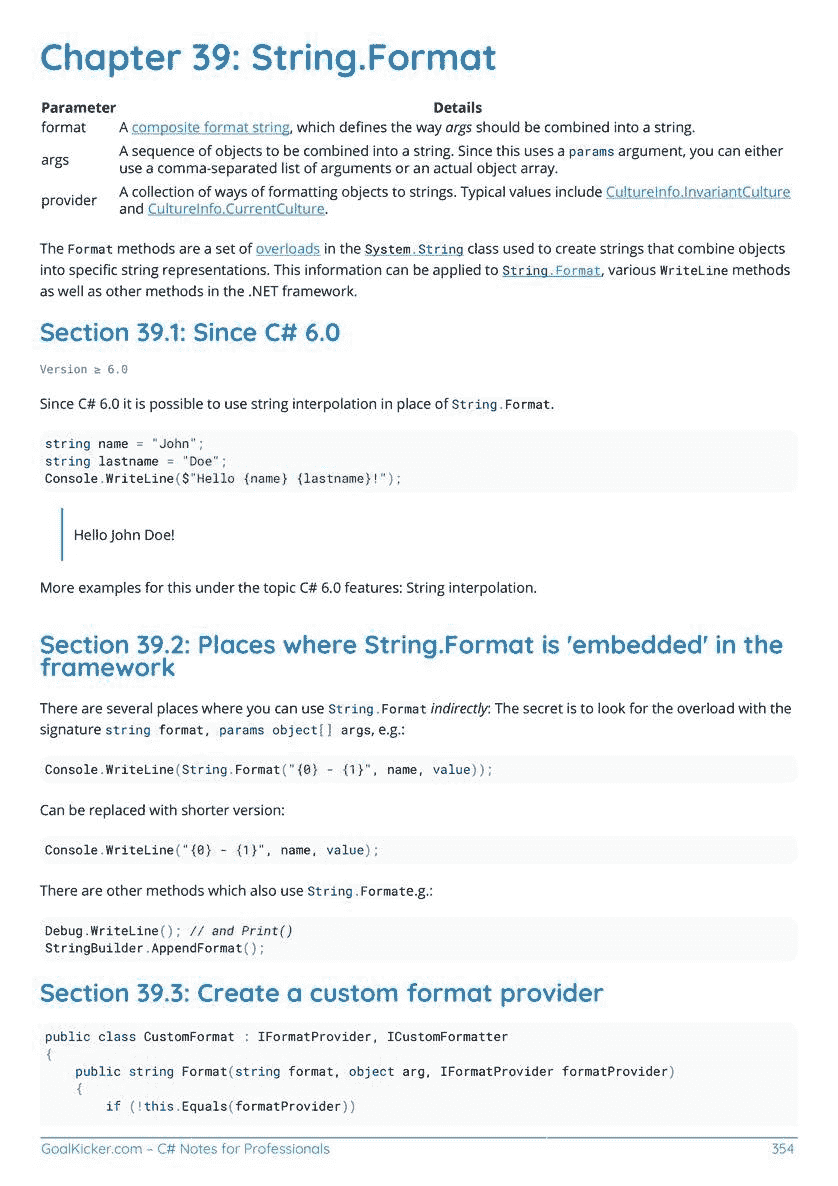 Chapter 39: String.Format
Parameter Details
format A composite format string, which defines the way args should be combined into a string.
args A sequence of objects to be combined into a string. Since this uses a params argument, you can either
use a comma-separated list of arguments or an actual object array.
provider A collection of ways of formatting objects to strings. Typical values include CultureInfo.InvariantCulture
and CultureInfo.CurrentCulture.
The Format methods are a set of overloads in the System.String class used to create strings that combine objects
into specific string representations. This information can be applied to String.Format, various WriteLine methods
as well as other methods in the .NET framework.
Section 39.1: Since C# 6.0
Version ≥ 6.0
Since C# 6.0 it is possible to use string interpolation in place of String.Format.
string name = "John";
string lastname = "Doe";
Console.WriteLine($"Hello {name} {lastname}!");
Hello John Doe!
More examples for this under the topic C# 6.0 features: String interpolation.
Section 39.2: Places where String.Format is 'embedded' in the
framework
There are several places where you can use String.Format indirectly: The secret is to look for the overload with the
signature string format, params object[] args, e.g.:
Console.WriteLine(String.Format("{0} - {1}", name, value));
Can be replaced with shorter version:
Console.WriteLine("{0} - {1}", name, value);
There are other methods which also use String.Formate.g.:
Debug.WriteLine(); // and Print()
StringBuilder.AppendFormat();
Section 39.3: Create a custom format provider
public class CustomFormat : IFormatProvider, ICustomFormatter
{
public string Format(string format, object arg, IFormatProvider formatProvider)
{
if (!this.Equals(formatProvider))
GoalKicker.com – C# Notes for Professionals 354